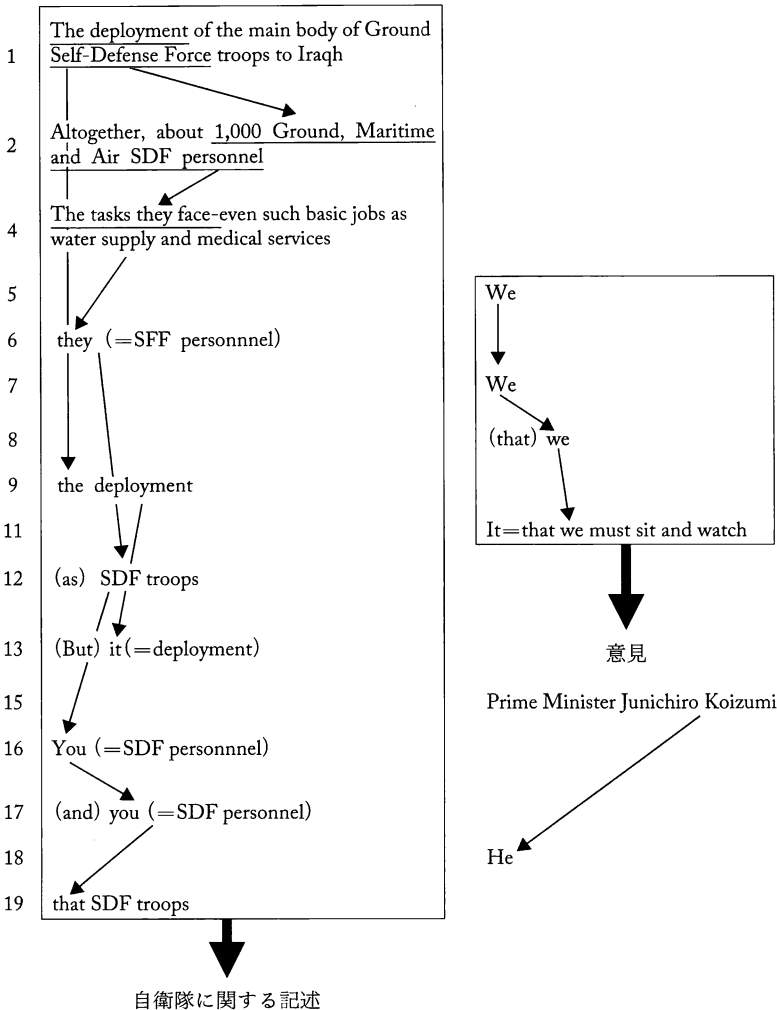 The deployment of the main body of Ground
1 Self-Defense Force troops to Iraqh
Altogether, about 1,000 Ground, Maritime
2
and Air SDF personnel
The tasks they face-even such basic jobs as
4
water supply and medical services
5 We
6 they (=SFF personnnel)
7 We
8 (that) we
9 the deployment
11 It=that we must sit and watch
12 (as) SDF troops
13 (But) it(=deployment)
意見
15 Prime Minister Junichiro Koizumi
16 You (=SDF personnnel)
17 (and) you (=SDF personnel)
18 He
19 that SDF troops
自衛隊に関する記述